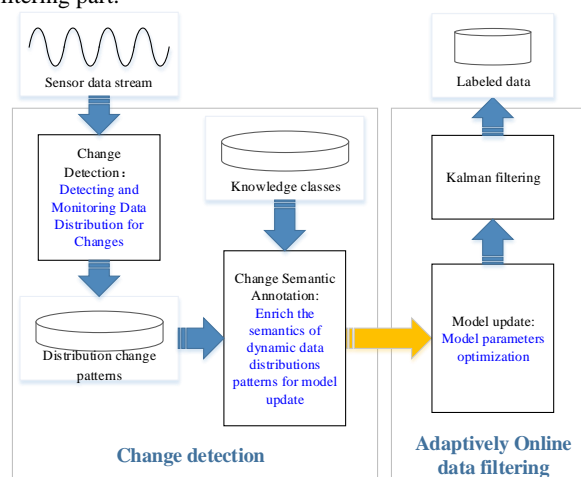 Sensor data stream
Labeled data
Change
Detection：
Detecting and
Monitoring Data
Distribution for
Changes
Knowledge classes
Kalman filtering
Distribution change
patterns
Change Semantic
Annotation:
Enrich the
semantics of
dynamic data
distributions
patterns for model
update
Model update:
Model parameters
optimization
Change detection
Adaptively Online
data filtering